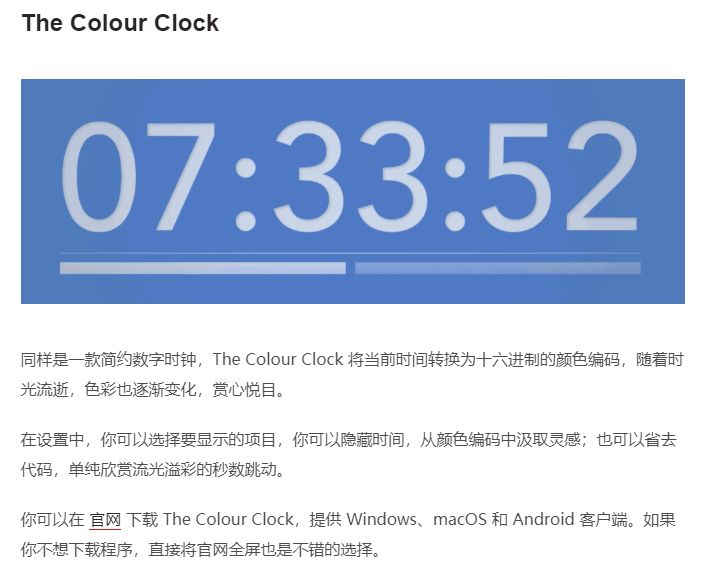 The Colour Clock
07:33:52
同样是一款简约数字时钟，The Colour Clock 将当前时间转换为十六进制的颜色编码，随着时
光流逝，色彩也逐渐变化，赏心悦目。
在设置中，你可以选择要显示的项目，你可以隐藏时间，从颜色编码中汲取灵感；也可以省去
代码，单纯欣赏流光溢彩的秒数跳动。
你可以在 官网 下载 The Colour Clock，提供 Windows、macOS 和 Android 客户端。如果
你不想下载程序，直接将官网全屏也是不错的选择。